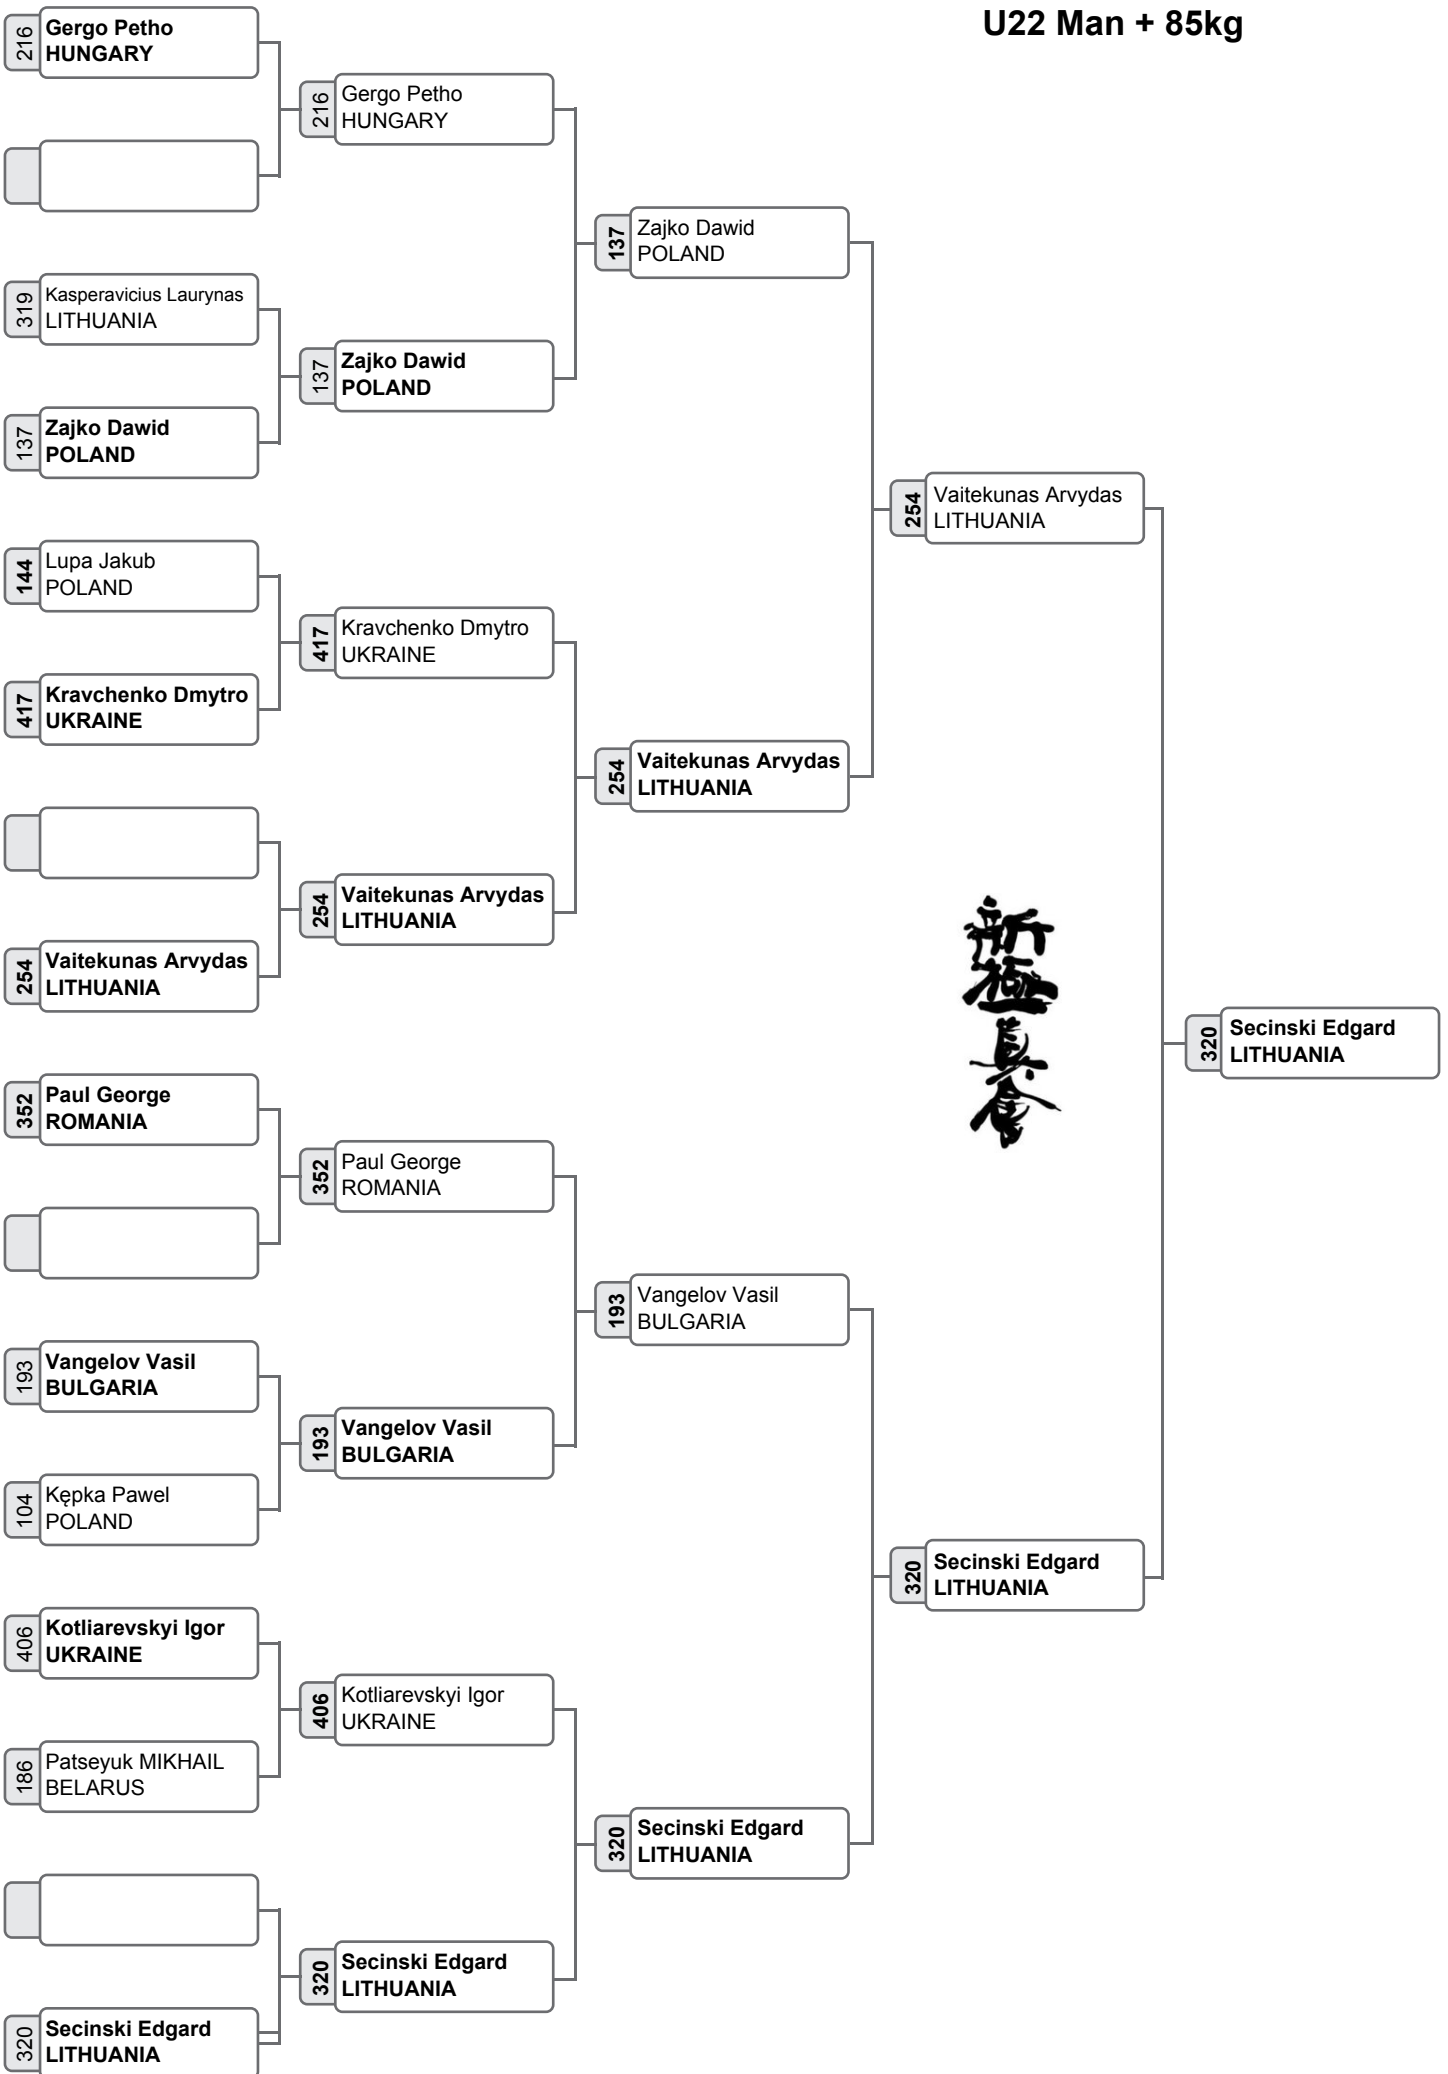 U22 Man + 85kg
216
Gergo Petho
HUNGARY
319
Kasperavicius Laurynas
LITHUANIA
137
Zajko Dawid
POLAND
144
Lupa Jakub
POLAND
417
Kravchenko Dmytro
UKRAINE
254
Vaitekunas Arvydas
LITHUANIA
352
Paul George
ROMANIA
193
Vangelov Vasil
BULGARIA
104
Kępka Pawel
POLAND
406
Kotliarevskyi Igor
UKRAINE
186
Patseyuk MIKHAIL
BELARUS
320
Secinski Edgard
LITHUANIA
216
Gergo Petho
HUNGARY
137
Zajko Dawid
POLAND
417
Kravchenko Dmytro
UKRAINE
254
Vaitekunas Arvydas
LITHUANIA
352
Paul George
ROMANIA
193
Vangelov Vasil
BULGARIA
406
Kotliarevskyi Igor
UKRAINE
320
Secinski Edgard
LITHUANIA
137
Zajko Dawid
POLAND
254
Vaitekunas Arvydas
LITHUANIA
193
Vangelov Vasil
BULGARIA
320
Secinski Edgard
LITHUANIA
254
Vaitekunas Arvydas
LITHUANIA
320
Secinski Edgard
LITHUANIA
新極真会
320
Secinski Edgard
LITHUANIA